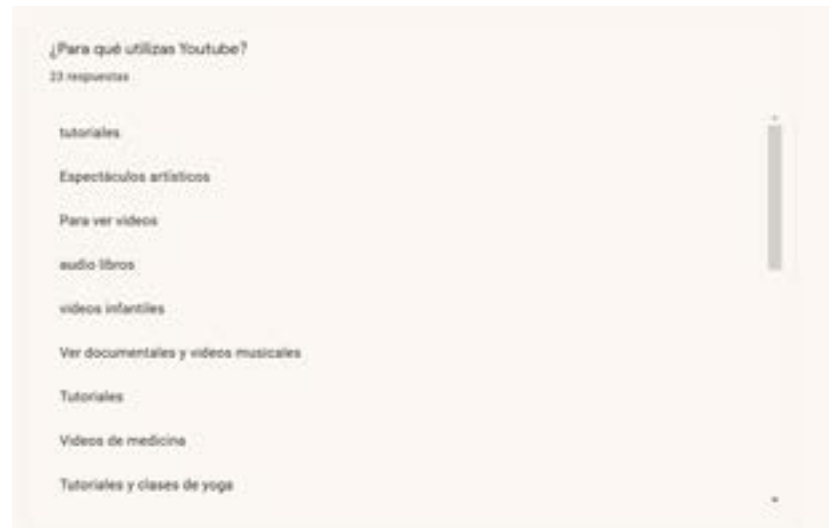 ¿Para qué utilizas Youtube?
23 respuestas
tutoriales
Espectáculos artísticos
Para ver videos
audio libros
videos infantiles
Ver documentales y videos musicales
Tutoriales
Videos de medicina
Tutoriales y clases de yoga